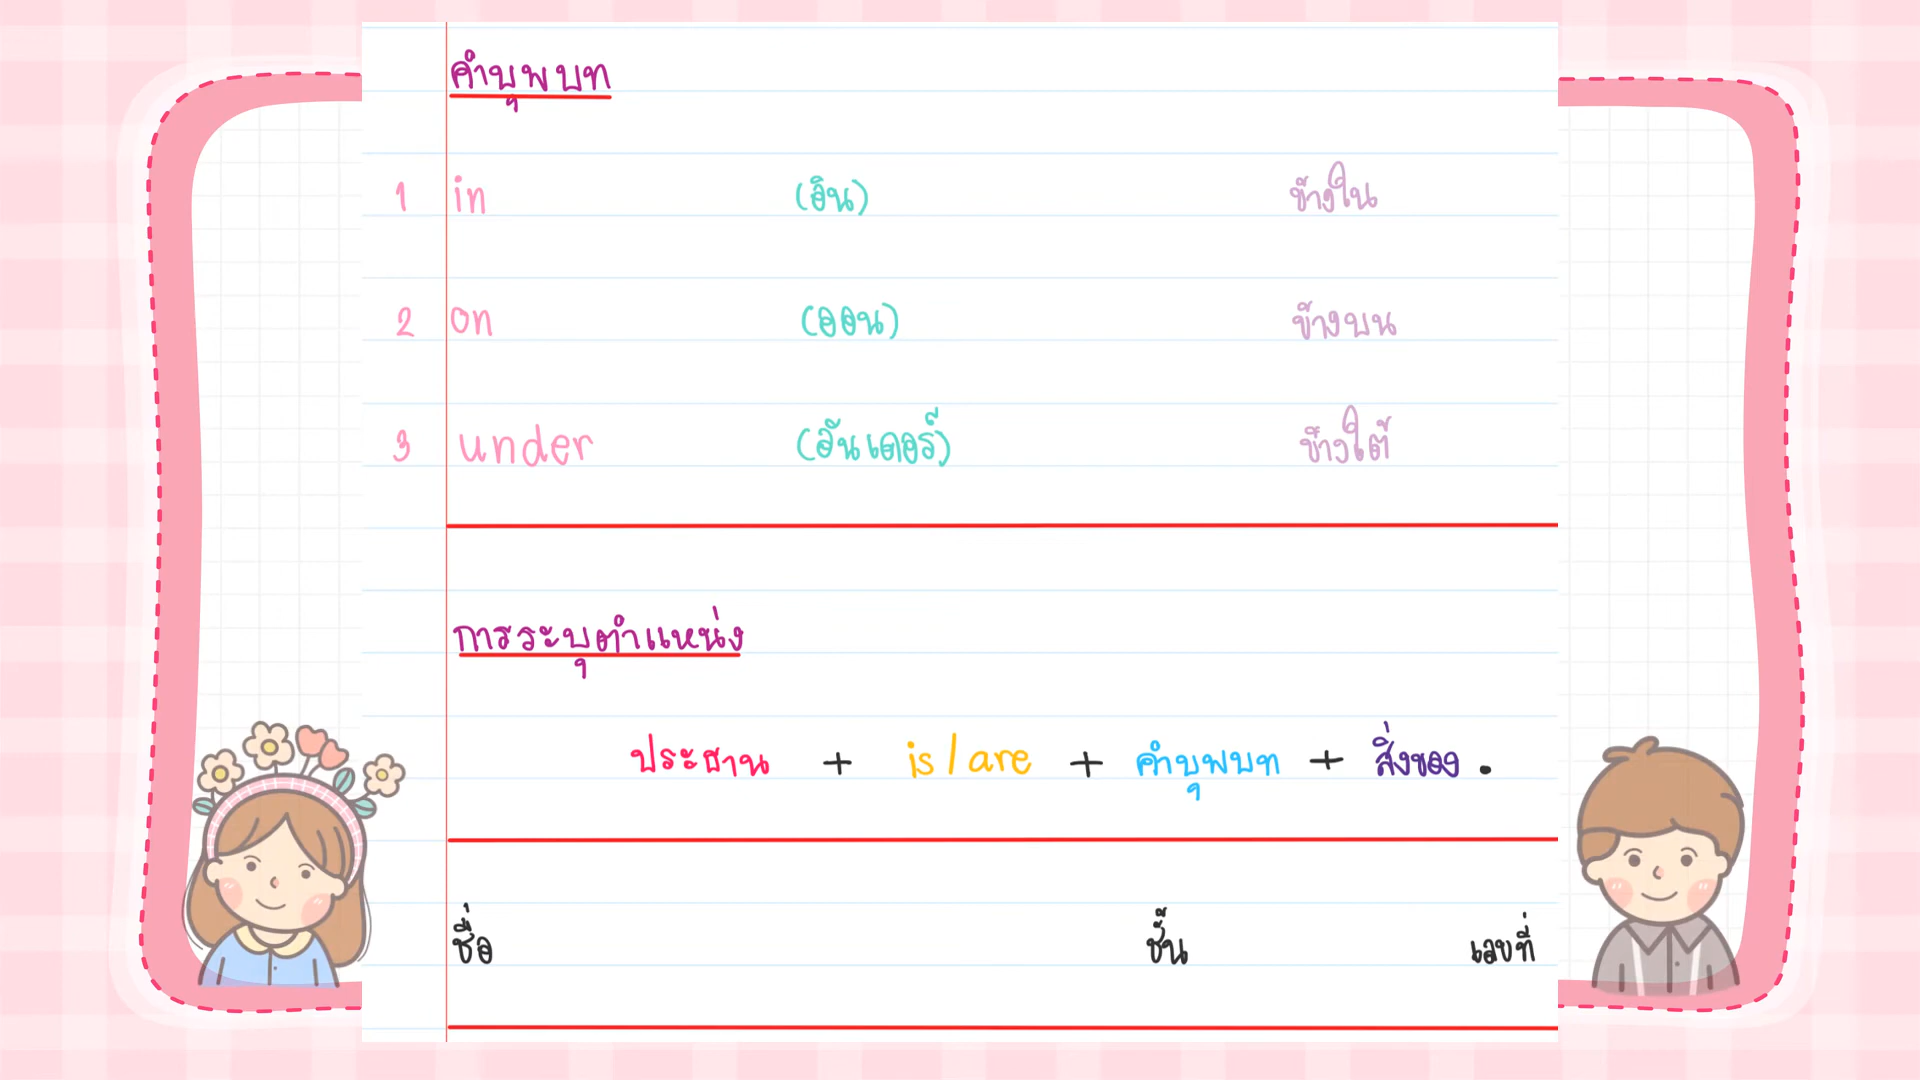 คำบุพบท
1 in (อิน) ข้างใน
2 on (ออน) ข้างบน
3 under (อันเดอร์) ข้างใต้
การระบุตำแหน่ง
ประธาน + is / are + คำบุพบท + สิ่งของ .
ชื่อ ชั้น เลขที่